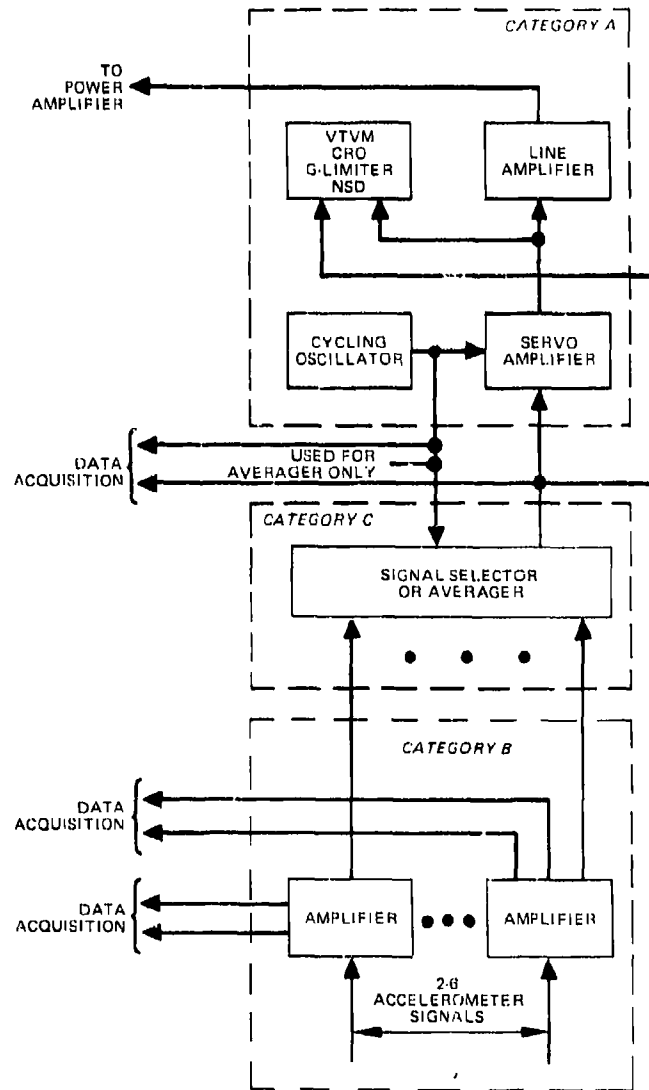 CATEGORY A
TO
POWER
AMPLIFIER
VTVM
CRO
G-LIMITER
NSD
LINE
AMPLIFIER
CYCLING
OSCILLATOR
SERVO
AMPLIFIER
DATA
ACQUISITION
USED FOR
AVERAGER ONLY
CATEGORY C
SIGNAL SELECTOR
OR AVERAGER
CATEGORY B
DATA
ACQUISITION
DATA
ACQUISITION
AMPLIFIER
AMPLIFIER
2-6
ACCELEROMETER
SIGNALS